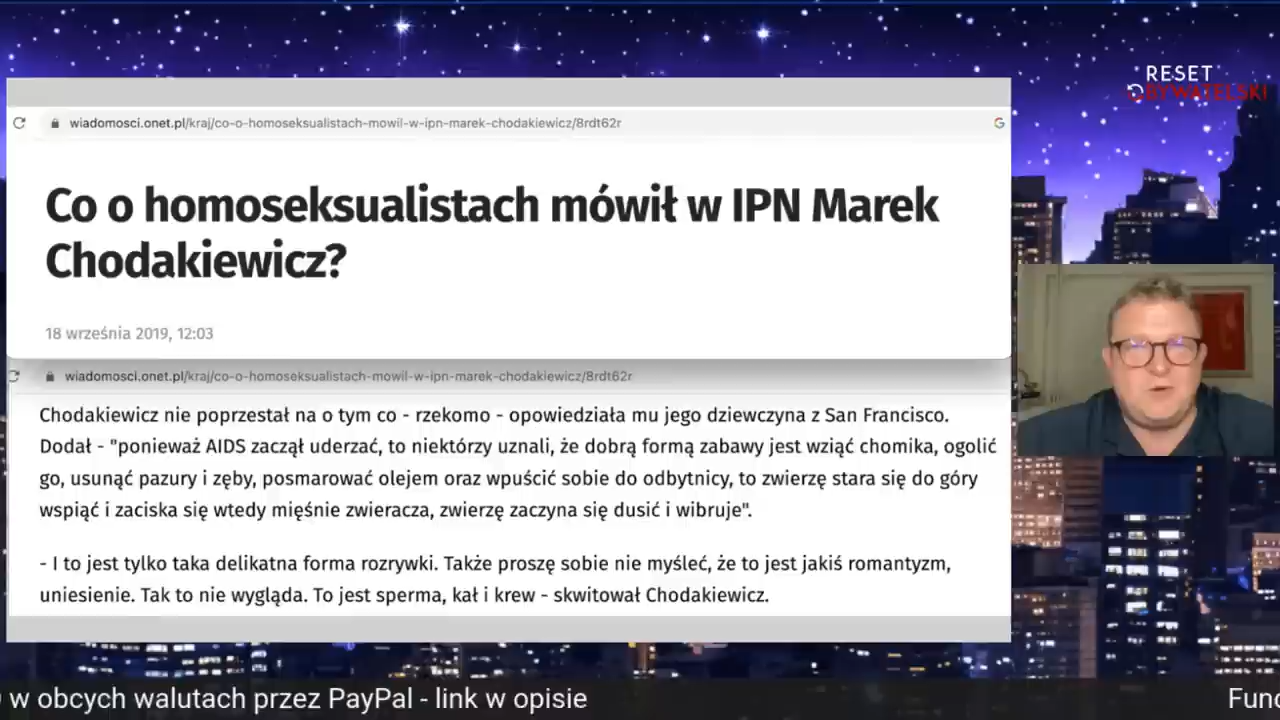 RESET
OBYWATELSKI
wiadomosci.onet.pl/kraj/co-o-homoseksualistach-mowil-w-ipn-marek-chodakiewicz/8rdt62r
G
Co o homoseksualistach mówił w IPN Marek
Chodakiewicz?
18 września 2019, 12:03
wiadomosci.onet.pl/kraj/co-o-homoseksualistach-mowil-w-ipn-marek-chodakiewicz/8rdt62r
Chodakiewicz nie poprzestał na o tym co - rzekomo - opowiedziała mu jego dziewczyna z San Francisco.
Dodał - "ponieważ AIDS zaczął uderzać, to niektórzy uznali, że dobrą formą zabawy jest wziąć chomika, ogolić
go, usunąć pazury i zęby, posmarować olejem oraz wpuścić sobie do odbytnicy, to zwierzę stara się do góry
wspiąć i zaciska się wtedy mięśnie zwieracza, zwierzę zaczyna się dusić i wibruje".
- I to jest tylko taka delikatna forma rozrywki. Także proszę sobie nie myśleć, że to jest jakiś romantyzm,
uniesienie. Tak to nie wygląda. To jest sperma, kał i krew - skwitował Chodakiewicz.
w obcych walutach przez PayPal - link w opisie